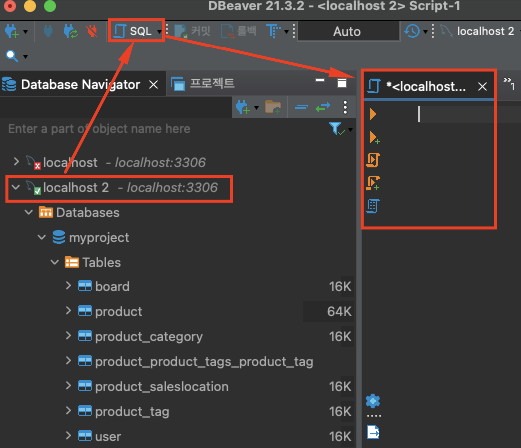 DBeaver 21.3.2 - <localhost 2> Script-1
SQL 커밋 롤백 Auto localhost 2
Database Navigator 프로젝트 *<localhost... "1
Enter a part of object name here
localhost - localhost:3306
localhost 2 - localhost:3306
Databases
myproject
Tables
board 16K
product 64K
product_category 16K
product_product_tags_product_tag
product_saleslocation 16K
product_tag 16K
user 16K